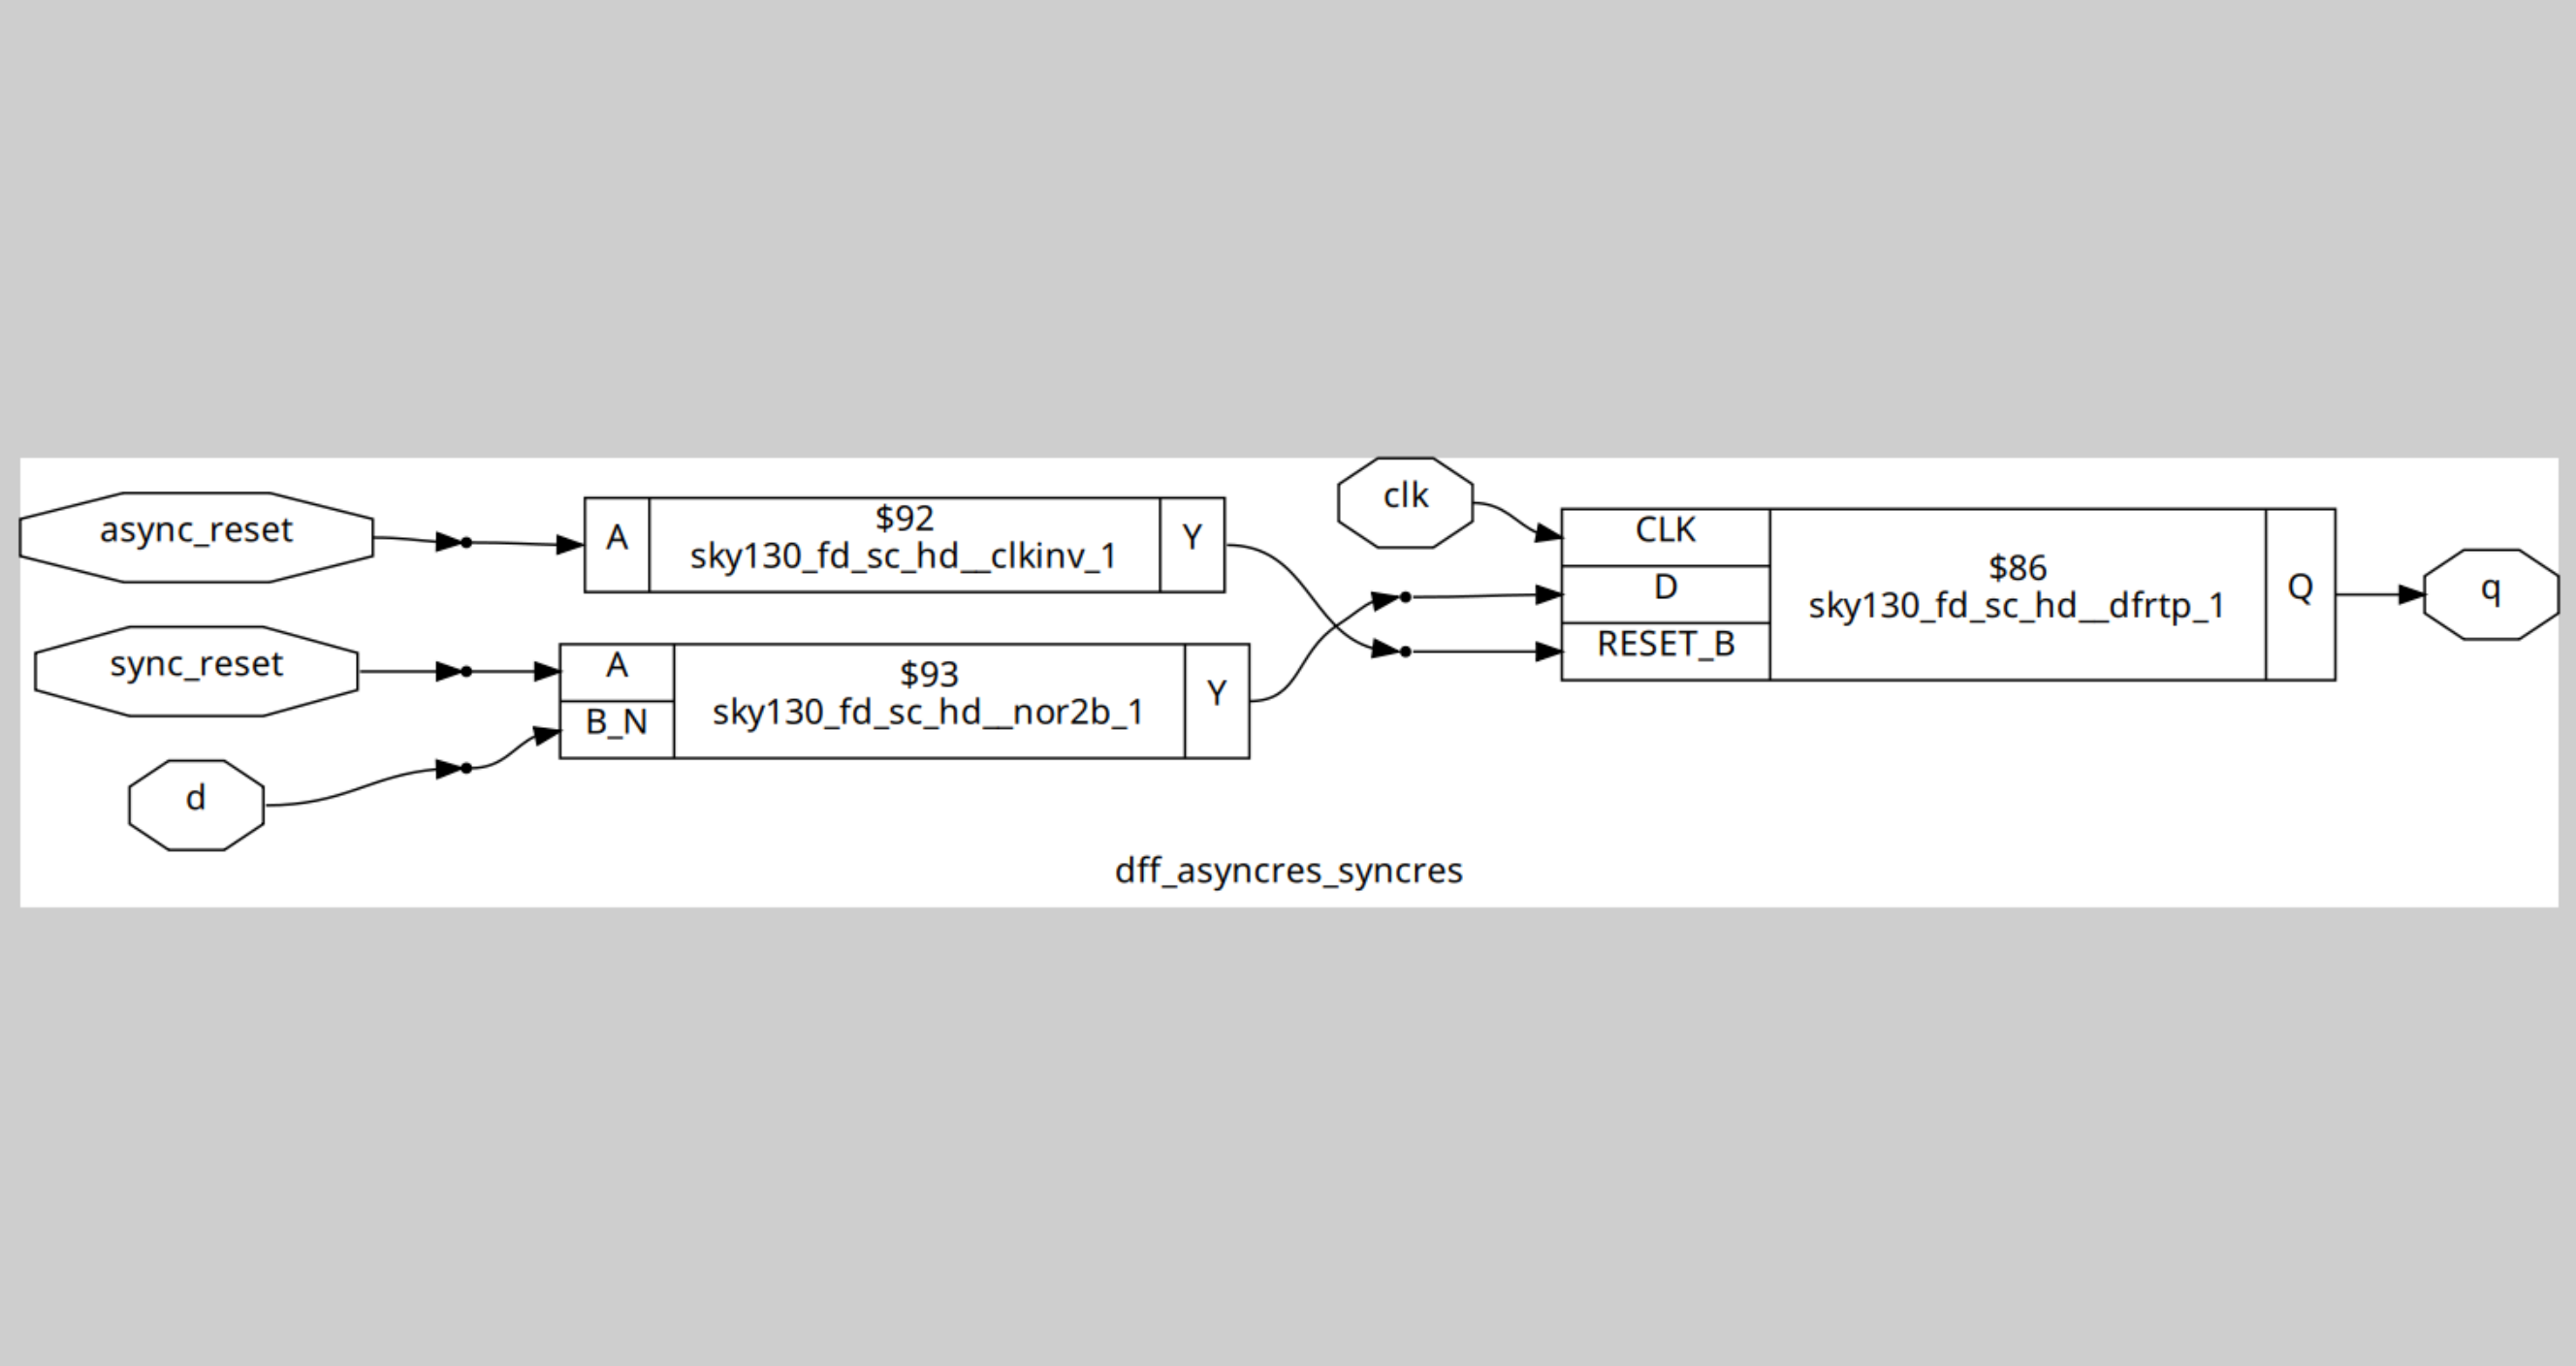 async_reset
sync_reset
d
A
$92
sky130_fd_sc_hd__clkinv_1
Y
A
B_N
$93
sky130_fd_sc_hd__nor2b_1
Y
clk
CLK
D
RESET_B
$86
sky130_fd_sc_hd__dfrtp_1
Q
q
dff_asyncres_syncres